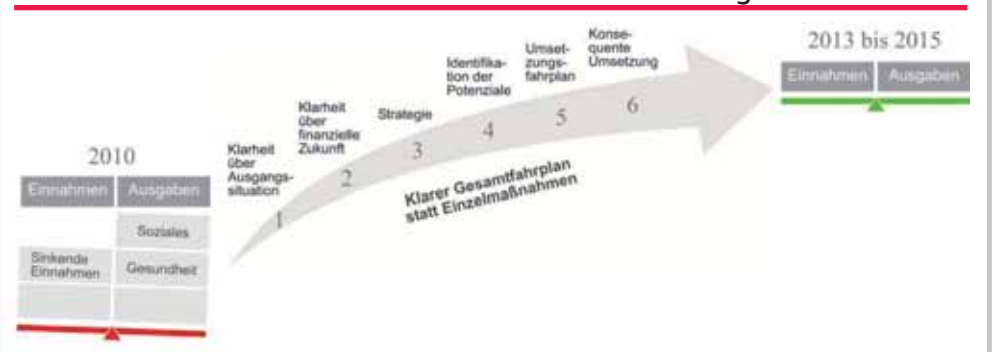 2010
Einnahmen
Ausgaben
Soziales
Sinkende
Einnahmen
Gesundheit
Klarheit
über
Ausgangs-
situation
1
Klarheit
über
finanzielle
Zukunft
2
Strategie
3
Identifika-
tion der
Potenziale
4
Umset-
zungs-
fahrplan
5
Konse-
quente
Umsetzung
6
Klarer Gesamtfahrplan
statt Einzelmaßnahmen
2013 bis 2015
Einnahmen
Ausgaben